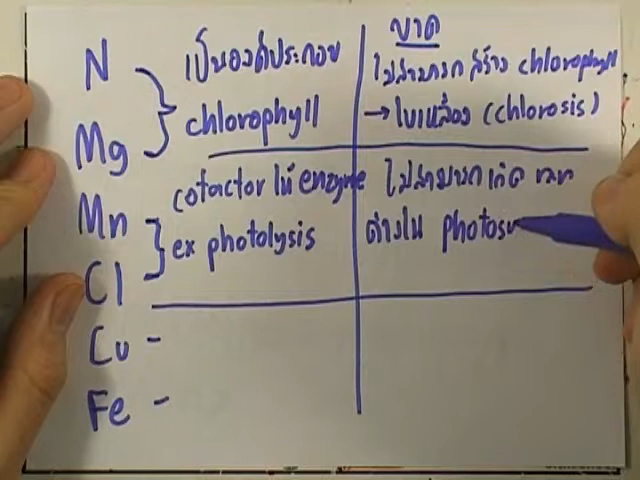 ขาด
N
เป็นองค์ประกอบ
ไม่สามารถสร้าง chlorophyll
Mg
chlorophyll
→ ใบเหลือง (chlorosis)
Mn
cofactor ให้ enzyme
ไม่สามารถเกิด
Cl
ex photolysis
ต่างใน photos
Cu -
Fe -